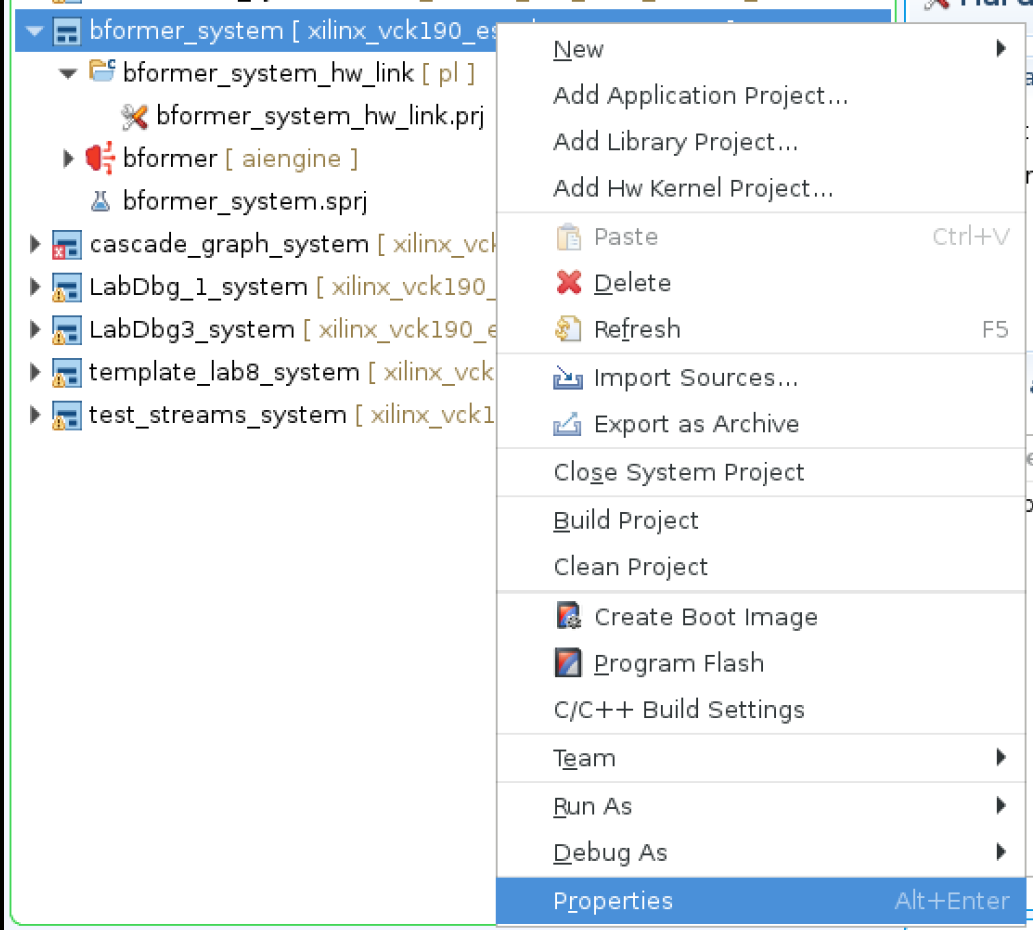 bformer_system [ xilinx_vck190_es
bformer_system_hw_link [ pl ]
bformer_system_hw_link.prj
bformer [ aiengine ]
bformer_system.sprj
cascade_graph_system [ xilinx_vck
LabDbg_1_system [ xilinx_vck190_
LabDbg3_system [ xilinx_vck190_e
template_lab8_system [ xilinx_vck
test_streams_system [ xilinx_vck1
New
Add Application Project...
Add Library Project...
Add Hw Kernel Project...
Paste Ctrl+V
Delete
Refresh F5
Import Sources...
Export as Archive
Close System Project
Build Project
Clean Project
Create Boot Image
Program Flash
C/C++ Build Settings
Team
Run As
Debug As
Properties Alt+Enter